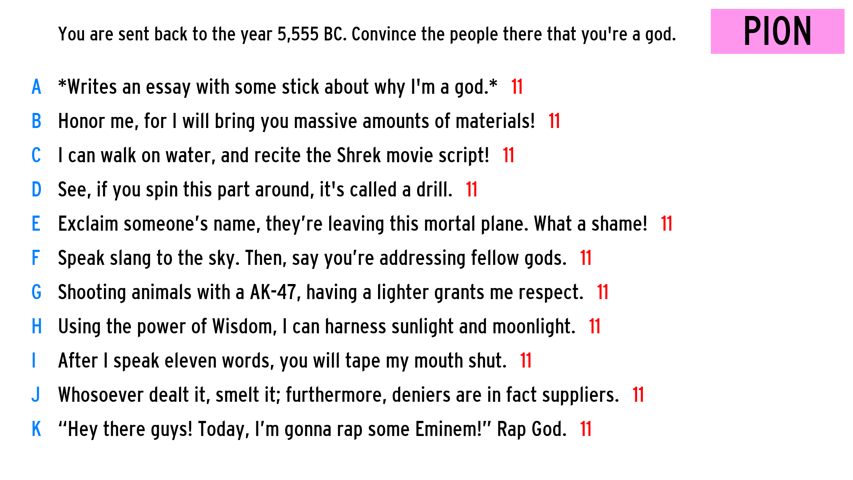 You are sent back to the year 5,555 BC. Convince the people there that you're a god.
PION
A *Writes an essay with some stick about why I'm a god.* 11
B Honor me, for I will bring you massive amounts of materials! 11
C I can walk on water, and recite the Shrek movie script! 11
D See, if you spin this part around, it's called a drill. 11
E Exclaim someone’s name, they’re leaving this mortal plane. What a shame! 11
F Speak slang to the sky. Then, say you’re addressing fellow gods. 11
G Shooting animals with a AK-47, having a lighter grants me respect. 11
H Using the power of Wisdom, I can harness sunlight and moonlight. 11
I After I speak eleven words, you will tape my mouth shut. 11
J Whosoever dealt it, smelt it; furthermore, deniers are in fact suppliers. 11
K “Hey there guys! Today, I’m gonna rap some Eminem!” Rap God. 11